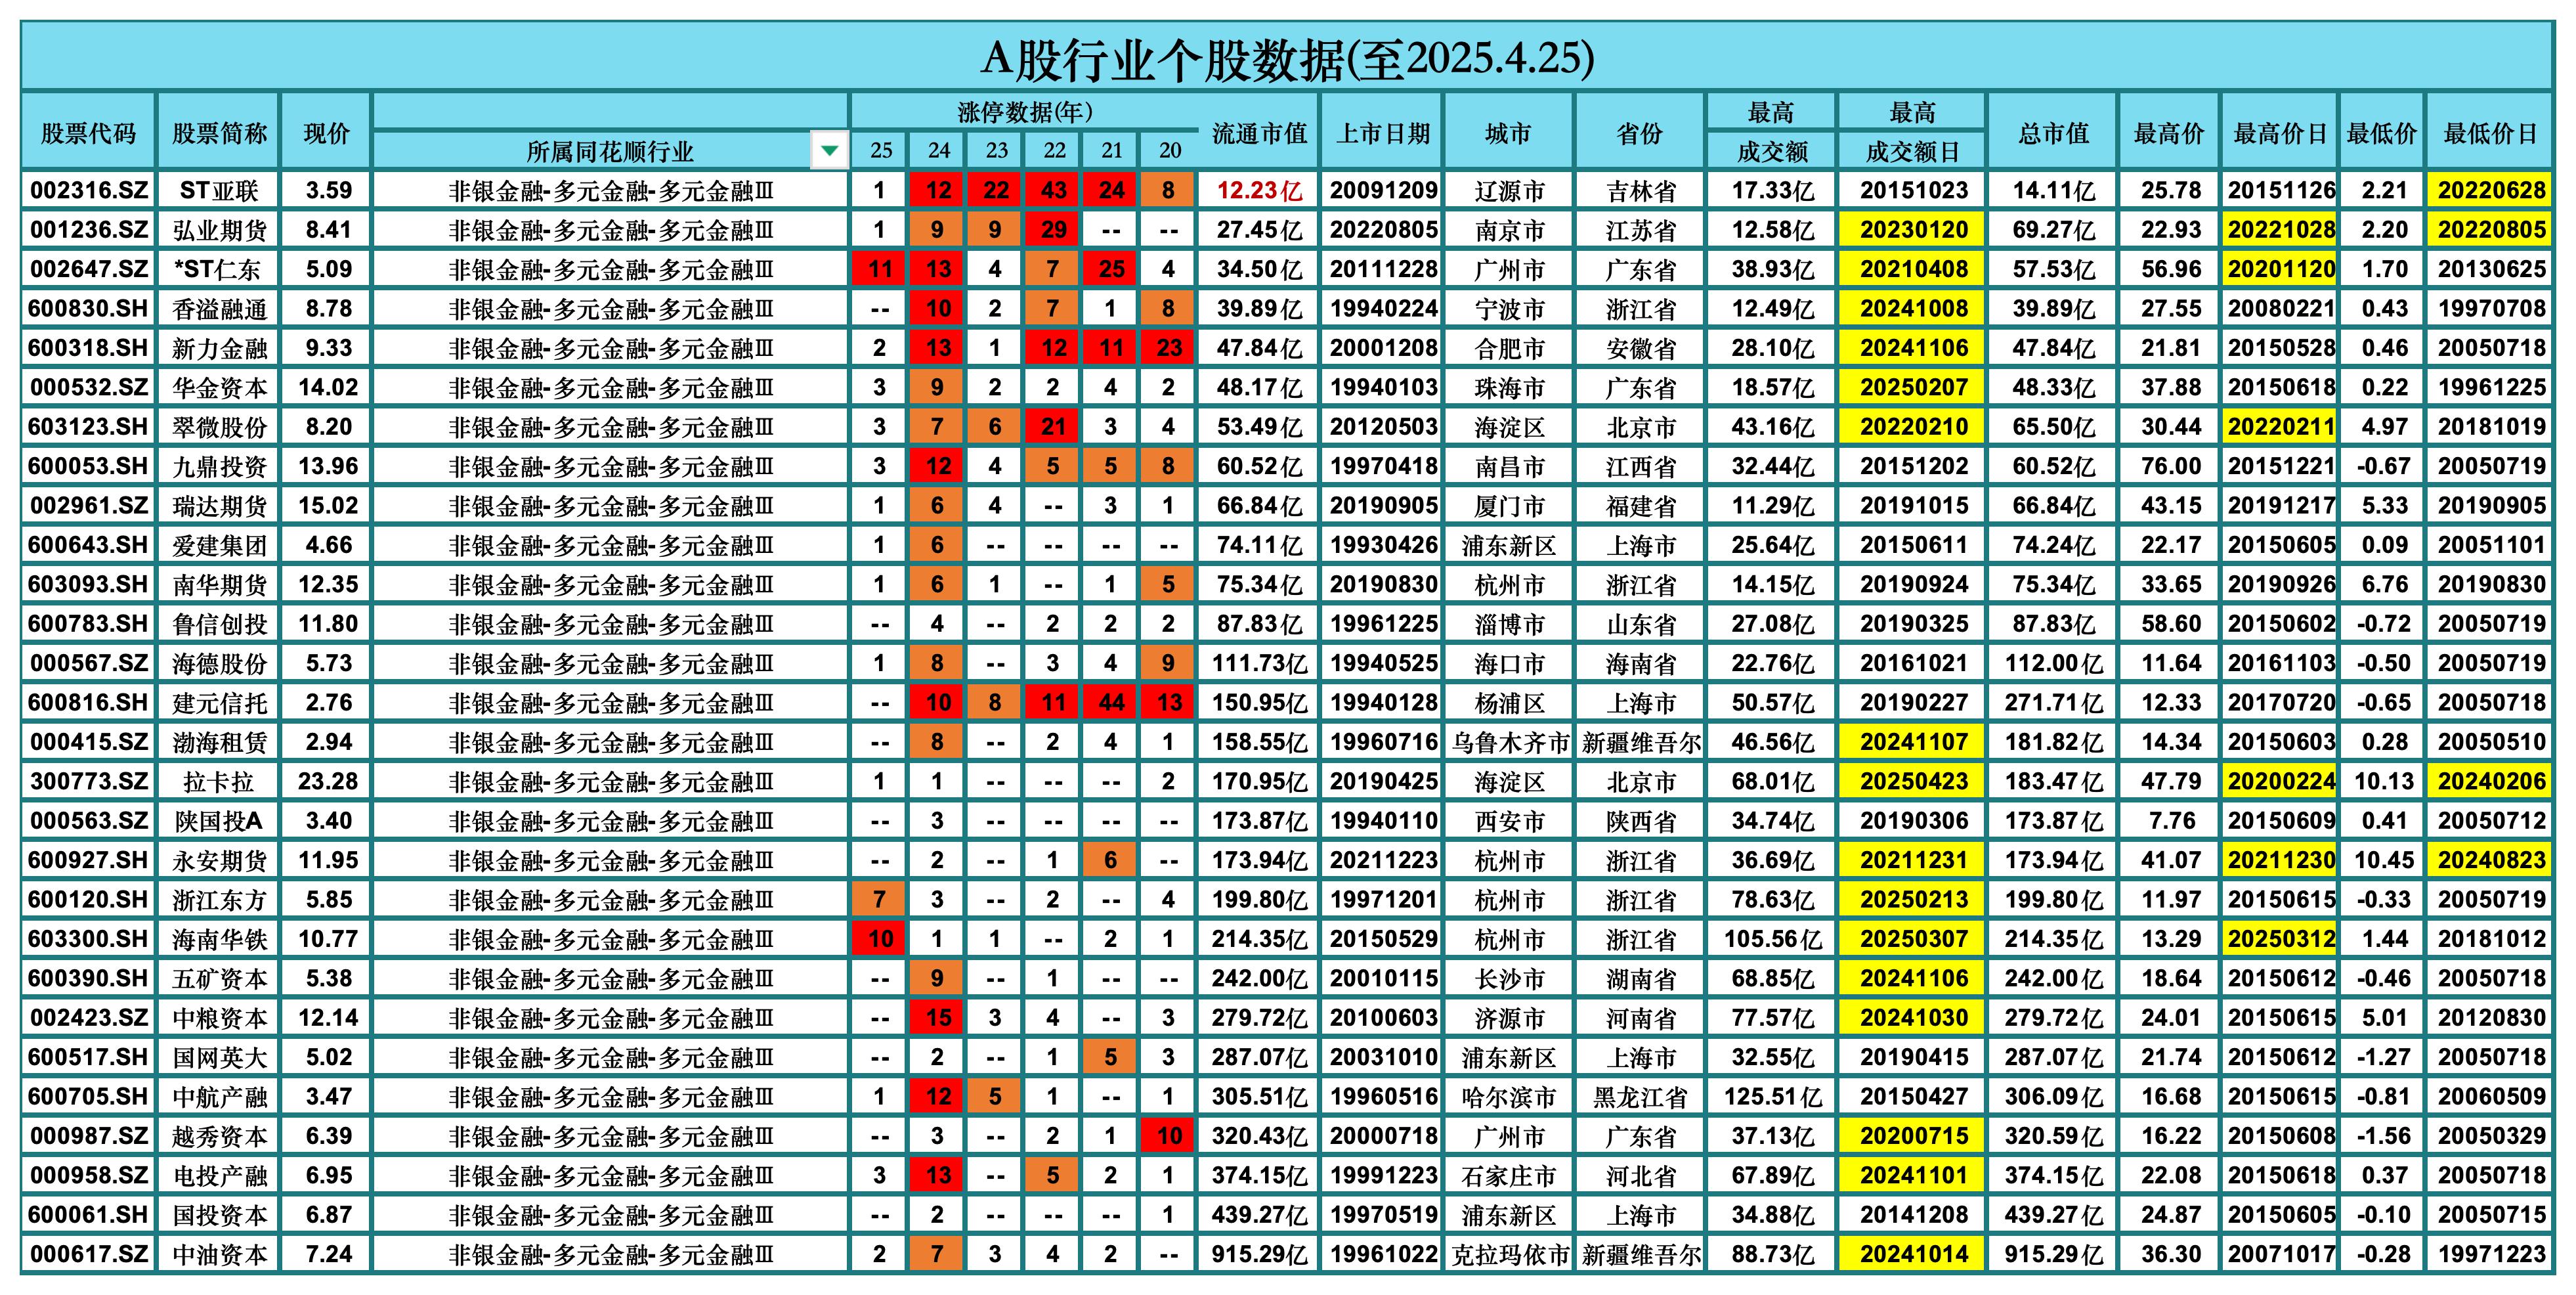 A股行业个股数据(至2025.4.25)
股票代码 股票简称 现价 所属同花顺行业 涨停数据(年) 25 24 23 22 21 20 流通市值 上市日期 城市 省份 最高成交额 最高成交额日 总市值 最高价 最高价日 最低价 最低价日
002316.SZ ST亚联 3.59 非银金融-多元金融-多元金融Ⅲ 1 12 22 43 24 8 12.23亿 20091209 辽源市 吉林省 17.33亿 20151023 14.11亿 25.78 20151126 2.21 20220628
001236.SZ 弘业期货 8.41 非银金融-多元金融-多元金融Ⅲ 1 9 9 29 -- -- 27.45亿 20220805 南京市 江苏省 12.58亿 20230120 69.27亿 22.93 20221028 2.20 20220805
002647.SZ *ST仁东 5.09 非银金融-多元金融-多元金融Ⅲ 11 13 4 7 25 4 34.50亿 20111228 广州市 广东省 38.93亿 20210408 57.53亿 56.96 20201120 1.70 20130625
600830.SH 香溢融通 8.78 非银金融-多元金融-多元金融Ⅲ -- 10 2 7 1 8 39.89亿 19940224 宁波市 浙江省 12.49亿 20241008 39.89亿 27.55 20080221 0.43 19970708
600318.SH 新力金融 9.33 非银金融-多元金融-多元金融Ⅲ 2 13 1 12 11 23 47.84亿 20001208 合肥市 安徽省 28.10亿 20241106 47.84亿 21.81 20150528 0.46 20050718
000532.SZ 华金资本 14.02 非银金融-多元金融-多元金融Ⅲ 3 9 2 2 4 2 48.17亿 19940103 珠海市 广东省 18.57亿 20250207 48.33亿 37.88 20150618 0.22 19961225
603123.SH 翠微股份 8.20 非银金融-多元金融-多元金融Ⅲ 3 7 6 21 3 4 53.49亿 20120503 海淀区 北京市 43.16亿 20220210 65.50亿 30.44 20220211 4.97 20181019
600053.SH 九鼎投资 13.96 非银金融-多元金融-多元金融Ⅲ 3 12 4 5 5 8 60.52亿 19970418 南昌市 江西省 32.44亿 20151202 60.52亿 76.00 20151221 -0.67 20050719
002961.SZ 瑞达期货 15.02 非银金融-多元金融-多元金融Ⅲ 1 6 4 -- 3 1 66.84亿 20190905 厦门市 福建省 11.29亿 20191015 66.84亿 43.15 20191217 5.33 20190905
600643.SH 爱建集团 4.66 非银金融-多元金融-多元金融Ⅲ 1 6 -- -- -- -- 74.11亿 19930426 浦东新区 上海市 25.64亿 20150611 74.24亿 22.17 20150605 0.09 20051101
603093.SH 南华期货 12.35 非银金融-多元金融-多元金融Ⅲ 1 6 1 -- 1 5 75.34亿 20190830 杭州市 浙江省 14.15亿 20190924 75.34亿 33.65 20190926 6.76 20190830
600783.SH 鲁信创投 11.80 非银金融-多元金融-多元金融Ⅲ -- 4 -- 2 2 2 87.83亿 19961225 淄博市 山东省 27.08亿 20190325 87.83亿 58.60 20150602 -0.72 20050719
000567.SZ 海德股份 5.73 非银金融-多元金融-多元金融Ⅲ 1 8 -- 3 4 9 111.73亿 19940525 海口市 海南省 22.76亿 20161021 112.00亿 11.64 20161103 -0.50 20050719
600816.SH 建元信托 2.76 非银金融-多元金融-多元金融Ⅲ -- 10 8 11 44 13 150.95亿 19940128 杨浦区 上海市 50.57亿 20190227 271.71亿 12.33 20170720 -0.65 20050718
000415.SZ 渤海租赁 2.94 非银金融-多元金融-多元金融Ⅲ -- 8 -- 2 4 1 158.55亿 19960716 乌鲁木齐市 新疆维吾尔 46.56亿 20241107 181.82亿 14.34 20150603 0.28 20050510
300773.SZ 拉卡拉 23.28 非银金融-多元金融-多元金融Ⅲ 1 1 -- -- -- 2 170.95亿 20190425 海淀区 北京市 68.01亿 20250423 183.47亿 47.79 20200224 10.13 20240206
000563.SZ 陕国投A 3.40 非银金融-多元金融-多元金融Ⅲ -- 3 -- -- -- -- 173.87亿 19940110 西安市 陕西省 34.74亿 20190306 173.87亿 7.76 20150609 0.41 20050712
600927.SH 永安期货 11.95 非银金融-多元金融-多元金融Ⅲ -- 2 -- 1 6 -- 173.94亿 20211223 杭州市 浙江省 36.69亿 20211231 173.94亿 41.07 20211230 10.45 20240823
600120.SH 浙江东方 5.85 非银金融-多元金融-多元金融Ⅲ 7 3 -- 2 -- 4 199.80亿 19971201 杭州市 浙江省 78.63亿 20250213 199.80亿 11.97 20150615 -0.33 20050719
603300.SH 海南华铁 10.77 非银金融-多元金融-多元金融Ⅲ 10 1 1 -- 2 1 214.35亿 20150529 杭州市 浙江省 105.56亿 20250307 214.35亿 13.29 20250312 1.44 20181012
600390.SH 五矿资本 5.38 非银金融-多元金融-多元金融Ⅲ -- 9 -- 1 -- -- 242.00亿 20010115 长沙市 湖南省 68.85亿 20241106 242.00亿 18.64 20150612 -0.46 20050718
002423.SZ 中粮资本 12.14 非银金融-多元金融-多元金融Ⅲ -- 15 3 4 -- 3 279.72亿 20100603 济源市 河南省 77.57亿 20241030 279.72亿 24.01 20150615 5.01 20120830
600517.SH 国网英大 5.02 非银金融-多元金融-多元金融Ⅲ -- 2 -- 1 5 3 287.07亿 20031010 浦东新区 上海市 32.55亿 20190415 287.07亿 21.74 20150612 -1.27 20050718
600705.SH 中航产融 3.47 非银金融-多元金融-多元金融Ⅲ 1 12 5 1 -- 1 305.51亿 19960516 哈尔滨市 黑龙江省 125.51亿 20150427 306.09亿 16.68 20150615 -0.81 20060509
000987.SZ 越秀资本 6.39 非银金融-多元金融-多元金融Ⅲ -- 3 -- 2 1 10 320.43亿 20000718 广州市 广东省 37.13亿 20200715 320.59亿 16.22 20150608 -1.56 20050329
000958.SZ 电投产融 6.95 非银金融-多元金融-多元金融Ⅲ 3 13 -- 5 2 1 374.15亿 19991223 石家庄市 河北省 67.89亿 20241101 374.15亿 22.08 20150618 0.37 20050718
600061.SH 国投资本 6.87 非银金融-多元金融-多元金融Ⅲ -- 2 -- -- -- 1 439.27亿 19970519 浦东新区 上海市 34.88亿 20141208 439.27亿 24.87 20150605 -0.10 20050715
000617.SZ 中油资本 7.24 非银金融-多元金融-多元金融Ⅲ 2 7 3 4 2 -- 915.29亿 19961022 克拉玛依市 新疆维吾尔 88.73亿 20241014 915.29亿 36.30 20071017 -0.28 19971223